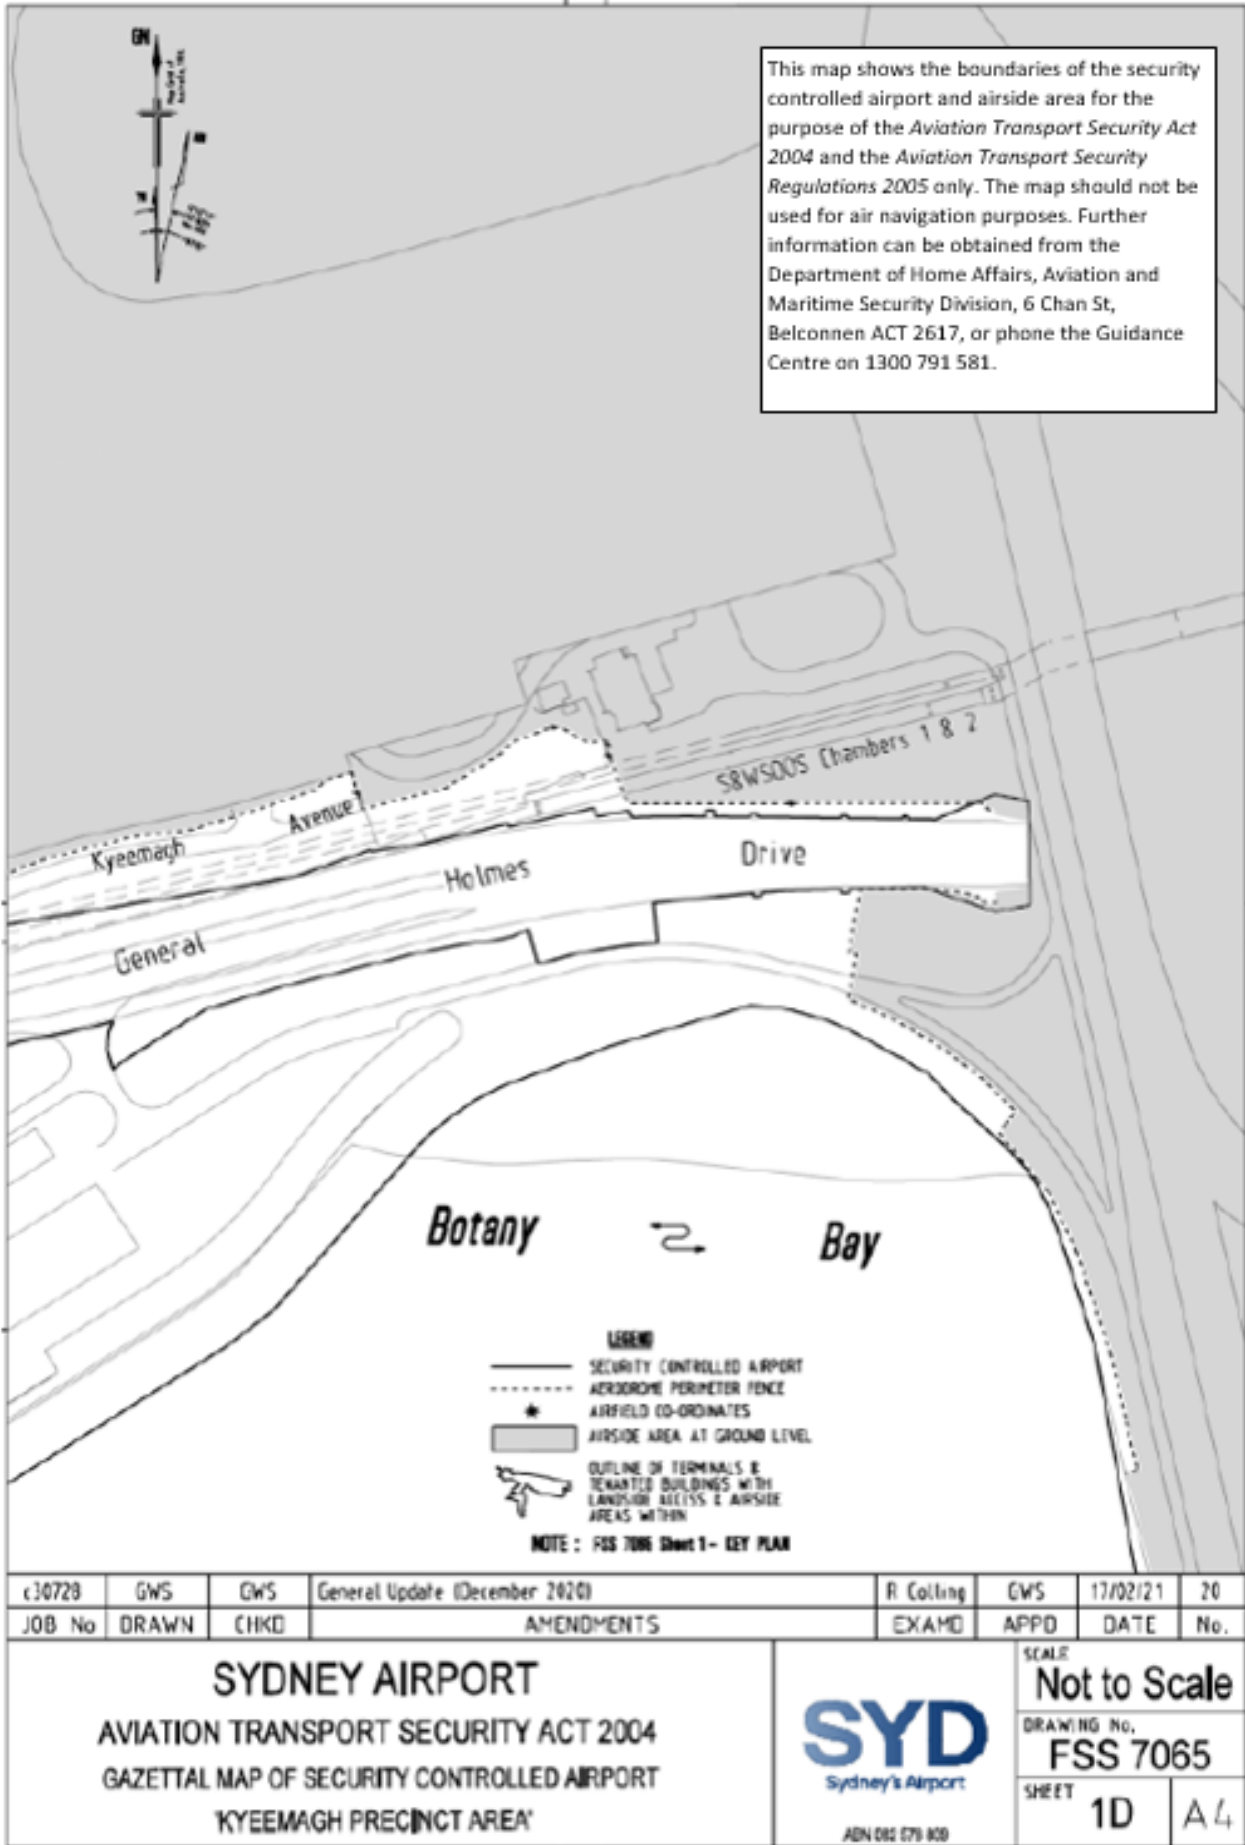 GN
This map shows the boundaries of the security
controlled airport and airside area for the
purpose of the Aviation Transport Security Act
2004 and the Aviation Transport Security
Regulations 2005 only. The map should not be
used for air navigation purposes. Further
information can be obtained from the
Department of Home Affairs, Aviation and
Maritime Security Division, 6 Chan St,
Belconnen ACT 2617, or phone the Guidance
Centre on 1300 791 581.
S&WSOOS Chambers 1 & 2
Kyeemagh Avenue
General Holmes Drive
Botany Bay
LEGEND
SECURITY CONTROLLED AIRPORT
AERODROME PERIMETER FENCE
AIRFIELD CO-ORDINATES
AIRSIDE AREA AT GROUND LEVEL
OUTLINE OF TERMINALS &
TENANTED BUILDINGS WITH
LANDSIDE ACCESS & AIRSIDE
AREAS WITHIN
NOTE : FSS 7065 Sheet 1 - KEY PLAN
c30728 GWS GWS General Update (December 2020) R Colling GWS 17/02/21 20
JOB No DRAWN CHKD AMENDMENTS EXAMD APPD DATE No.
SYDNEY AIRPORT
AVIATION TRANSPORT SECURITY ACT 2004
GAZETTAL MAP OF SECURITY CONTROLLED AIRPORT
'KYEEMAGH PRECINCT AREA'
SYD
Sydney's Airport
ABN
SCALE
Not to Scale
DRAWING No.
FSS 7065
SHEET
1D A4